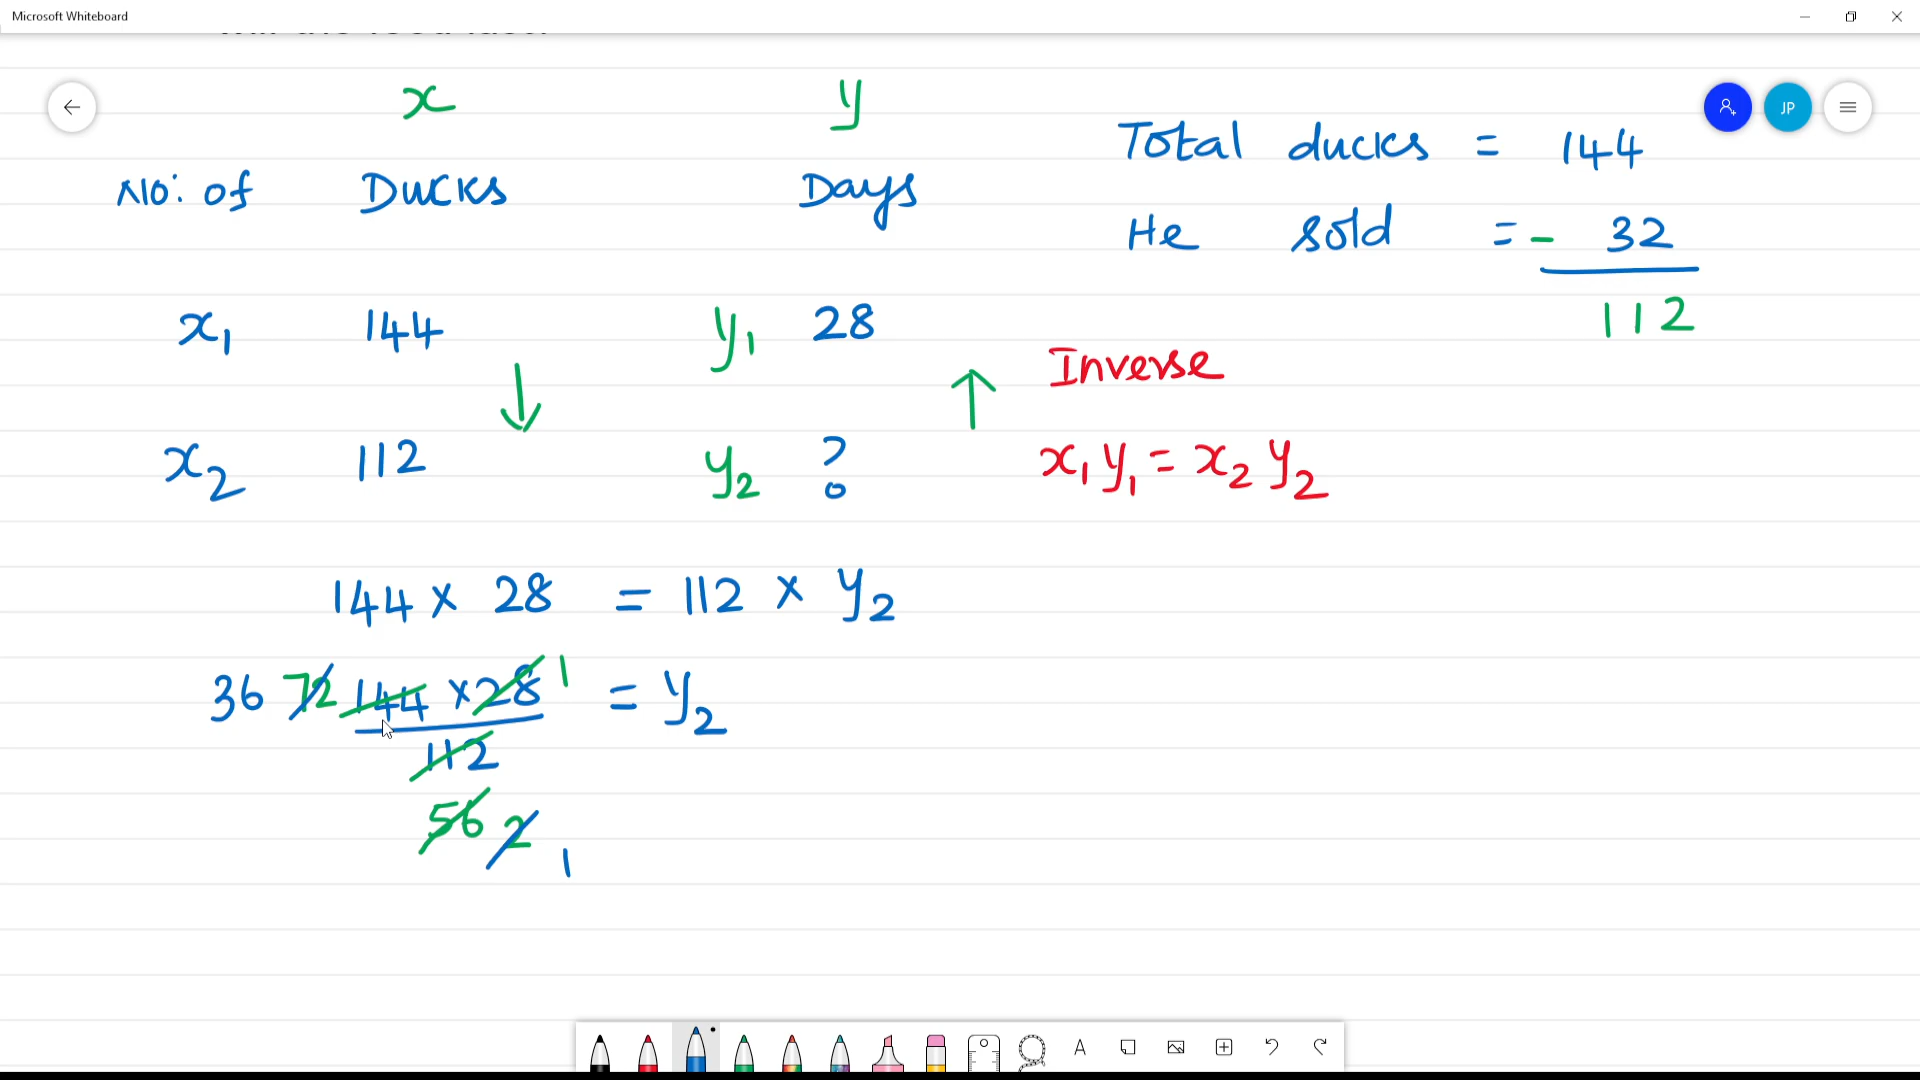 Microsoft Whiteboard
x y
No: of Ducks Days
Total ducks = 144
He sold = - 32
112
x₁ 144 y₁ 28
Inverse
x₂ 112 y₂ ?
x₁ y₁ = x₂ y₂
144 × 28 = 112 × y₂
36 72 144 × 28 1 = y₂
112
56 2 1
JP
A